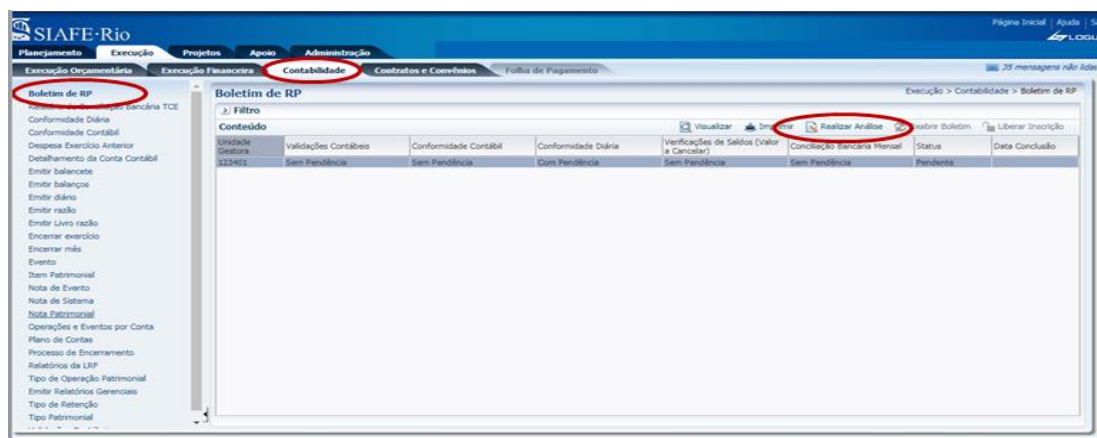 SIAFE·Rio
Página Inicial | Ajuda |
LOGU
Planejamento Execução Projetos Apoio Administração
Execução Orçamentária Execução Financeira Contabilidade Contratos e Convênios Folha de Pagamento 35 mensagens não lidas
Boletim de RP
Bancária TCE
Conformidade Diária
Conformidade Contábil
Despesa Exercício Anterior
Detalhamento da Conta Contábil
Emitir balancete
Emitir balanços
Emitir diário
Emitir razão
Emitir Livro razão
Encerrar exercício
Encerrar mês
Evento
Item Patrimonial
Nota de Evento
Nota de Sistema
Nota Patrimonial
Operações e Eventos por Conta
Plano de Contas
Processo de Encerramento
Relatórios da LRF
Tipo de Operação Patrimonial
Emitir Relatórios Gerenciais
Tipo de Retenção
Tipo Patrimonial
Boletim de RP
Execução > Contabilidade > Boletim de RP
Filtro
Conteúdo Visualizar Imprimir Realizar Análise Reabrir Boletim Liberar Inscrição
Unidade Gestora Validações Contábeis Conformidade Contábil Conformidade Diária Verificações de Saldos (Valor a Cancelar) Conciliação Bancária Mensal Status Data Conclusão
123401 Sem Pendência Sem Pendência Com Pendência Sem Pendência Sem Pendência Pendente